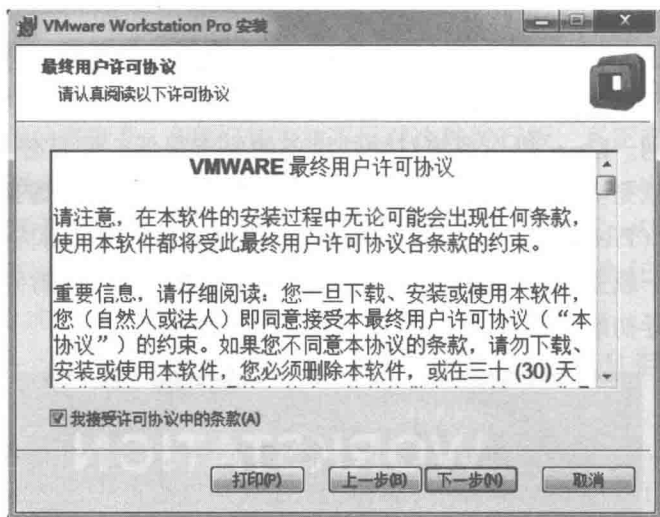 VMware Workstation Pro 安装
最终用户许可协议
请认真阅读以下许可协议
VMWARE 最终用户许可协议
请注意，在本软件的安装过程中无论可能会出现任何条款，
使用本软件都将受此最终用户许可协议各条款的约束。
重要信息，请仔细阅读：您一旦下载、安装或使用本软件，
您（自然人或法人）即同意接受本最终用户许可协议（“本
协议”）的约束。如果您不同意本协议的条款，请勿下载、
安装或使用本软件，您必须删除本软件，或在三十 (30) 天
我接受许可协议中的条款(A)
打印(P) 上一步(B) 下一步(N) 取消